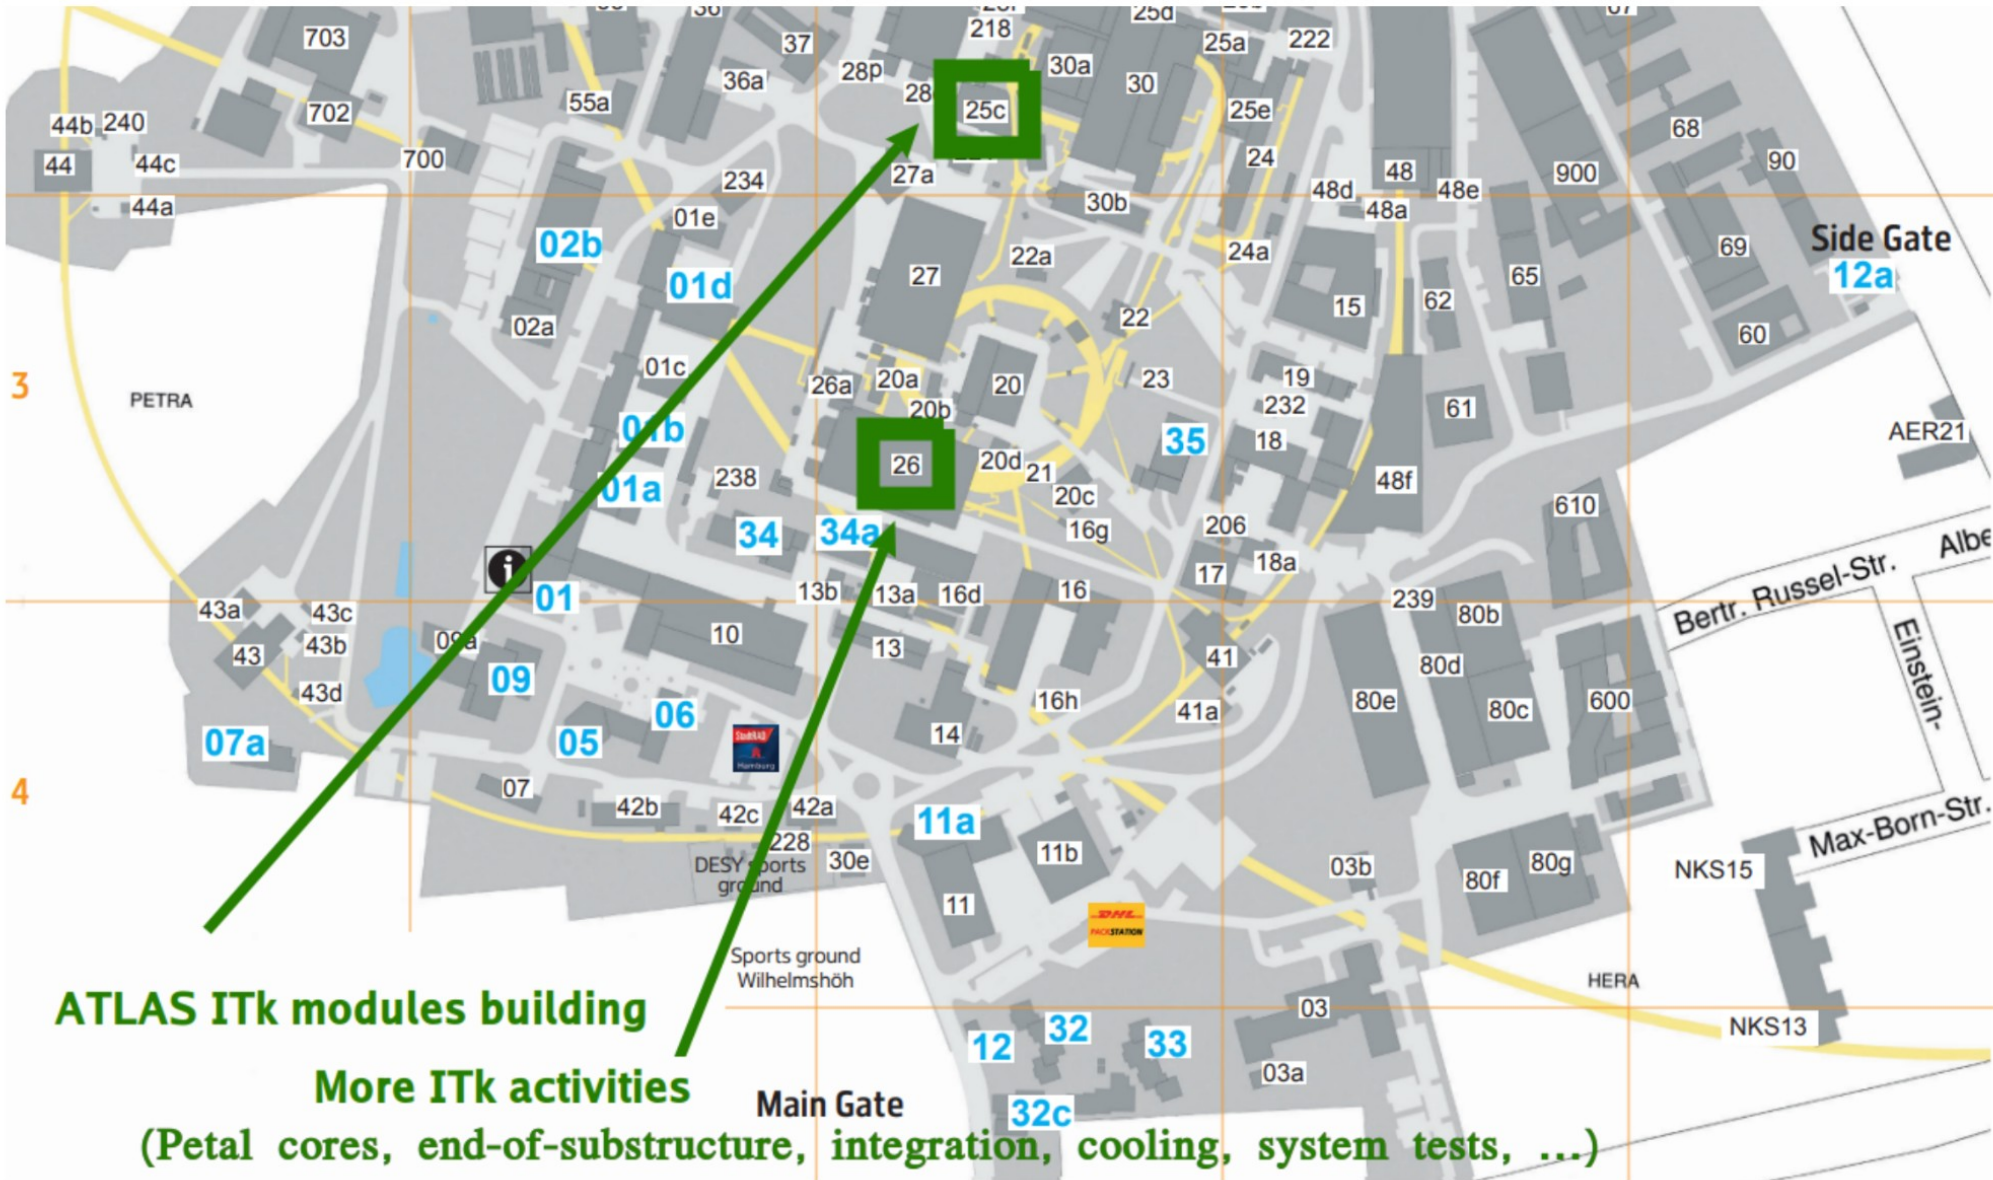 36
218
25d
703
37
25a
222
28p
30a
36a
30
28
55a
25c
25e
702
44b
240
68
44
44c
700
24
90
27a
234
48
900
48d
48e
44a
01e
30b
48a
02b
Side Gate
22a
24a
69
27
12a
01d
65
62
15
22
02a
60
01c
26a
20a
20
23
19
3
PETRA
20b
232
61
01b
35
18
AER21
26
20d
21
238
48f
01a
20c
610
34
34a
206
16g
Albe
i
17
18a
Bertr. Russel-Str.
01
13b
13a
16d
16
239
43a
43c
80b
10
09a
43b
13
43
41
80d
Einstein-
09
43d
16h
80e
600
06
41a
80c
07a
05
StadtRAD
Hamburg
14
07
4
42b
42c
42a
11a
Max-Born-Str.
228
DESY sports
ground
30e
11b
03b
80g
NKS15
80f
11
DHL
PACKSTATION
Sports ground
Wilhelmshöh
HERA
ATLAS ITk modules building
03
NKS13
12
32
33
More ITk activities
03a
Main Gate
32c
(Petal cores, end-of-substructure, integration, cooling, system tests, ...)